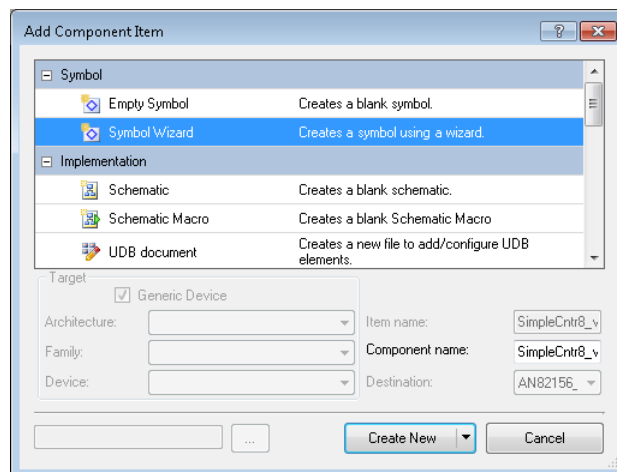 Add Component Item
Symbol
Empty Symbol Creates a blank symbol.
Symbol Wizard Creates a symbol using a wizard.
Implementation
Schematic Creates a blank schematic.
Schematic Macro Creates a blank Schematic Macro
UDB document Creates a new file to add/configure UDB
elements.
Target
Generic Device
Architecture: Item name: SimpleCntr8_v
Family: Component name: SimpleCntr8_v
Device: Destination: AN82156_
... Create New Cancel